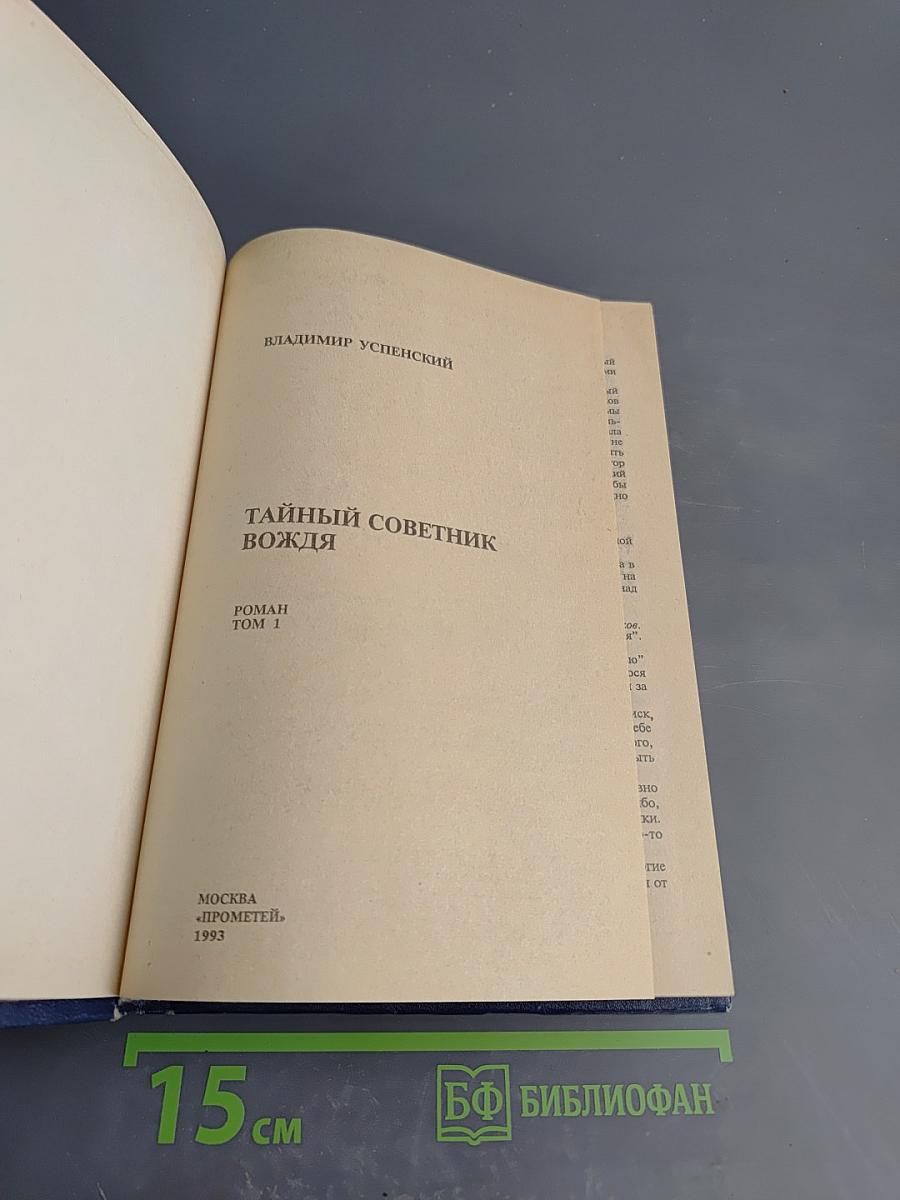 ВЛАДИМИР УСПЕНСКИЙ
ТАЙНЫЙ СОВЕТНИК
ВОЖДЯ
РОМАН
ТОМ 1
МОСКВА
«ПРОМЕТЕЙ»
1993
15 см
БФ БИБЛИОФАН